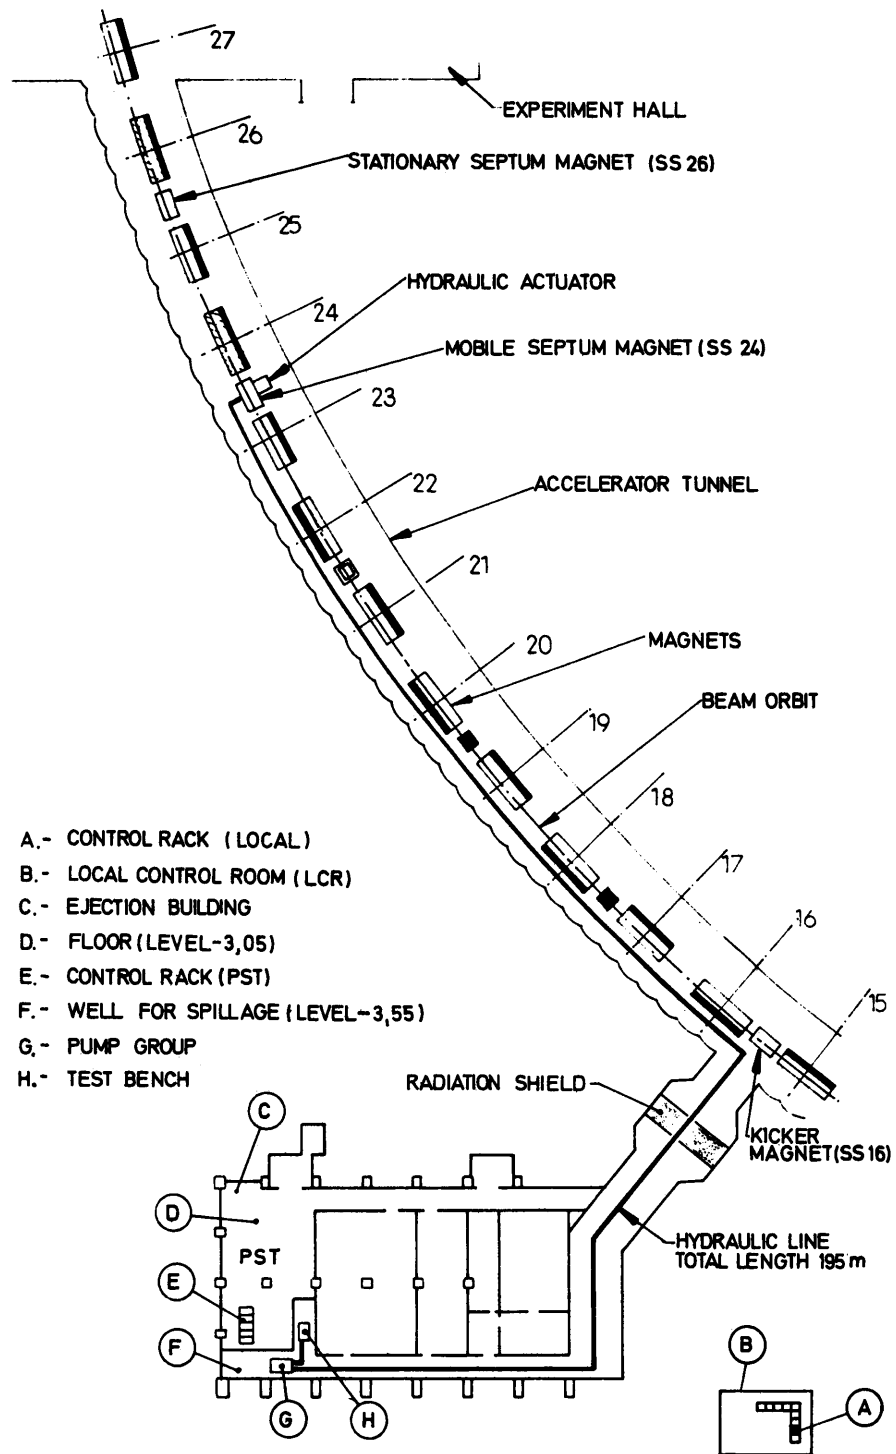 27
EXPERIMENT HALL
26
STATIONARY SEPTUM MAGNET (SS 26)
25
HYDRAULIC ACTUATOR
24
MOBILE SEPTUM MAGNET (SS 24)
23
22
ACCELERATOR TUNNEL
21
20
MAGNETS
BEAM ORBIT
19
18
17
16
15
A.- CONTROL RACK (LOCAL)
B.- LOCAL CONTROL ROOM (LCR)
C.- EJECTION BUILDING
D.- FLOOR (LEVEL-3,05)
E.- CONTROL RACK (PST)
F.- WELL FOR SPILLAGE (LEVEL-3,55)
G.- PUMP GROUP
H.- TEST BENCH
RADIATION SHIELD
KICKER
MAGNET (SS 16)
C
D
PST
HYDRAULIC LINE
TOTAL LENGTH 195 m
E
F
G
H
B
A